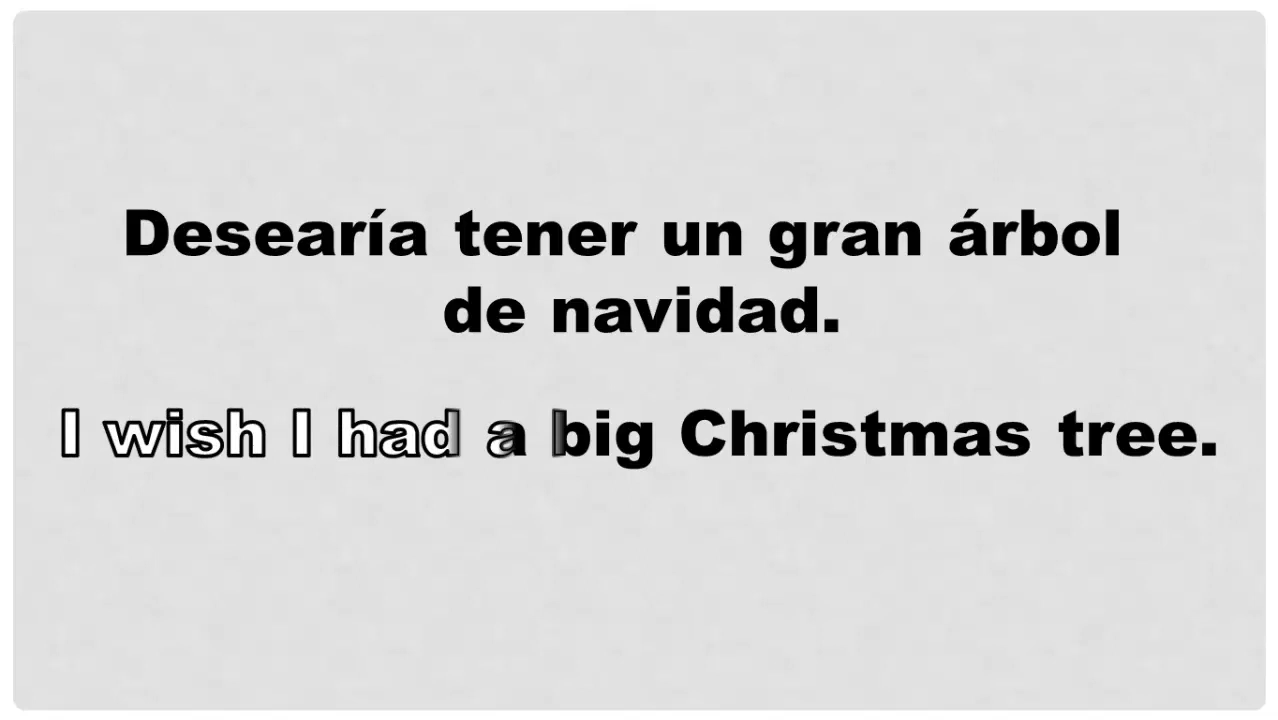 Desearía tener un gran árbol
de navidad.
I wish I had a big Christmas tree.